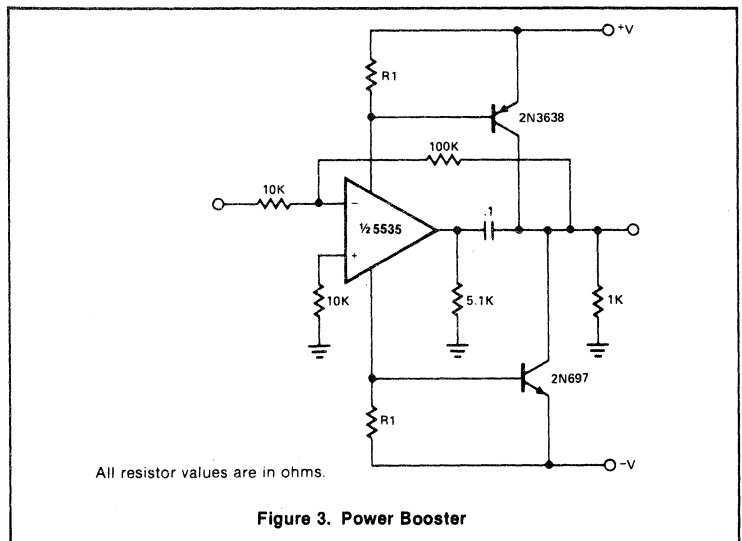 +V
R1
2N3638
100K
10K
−
½ 5535
.1
+
10K
5.1K
1K
2N697
R1
−V
All resistor values are in ohms.
Figure 3. Power Booster